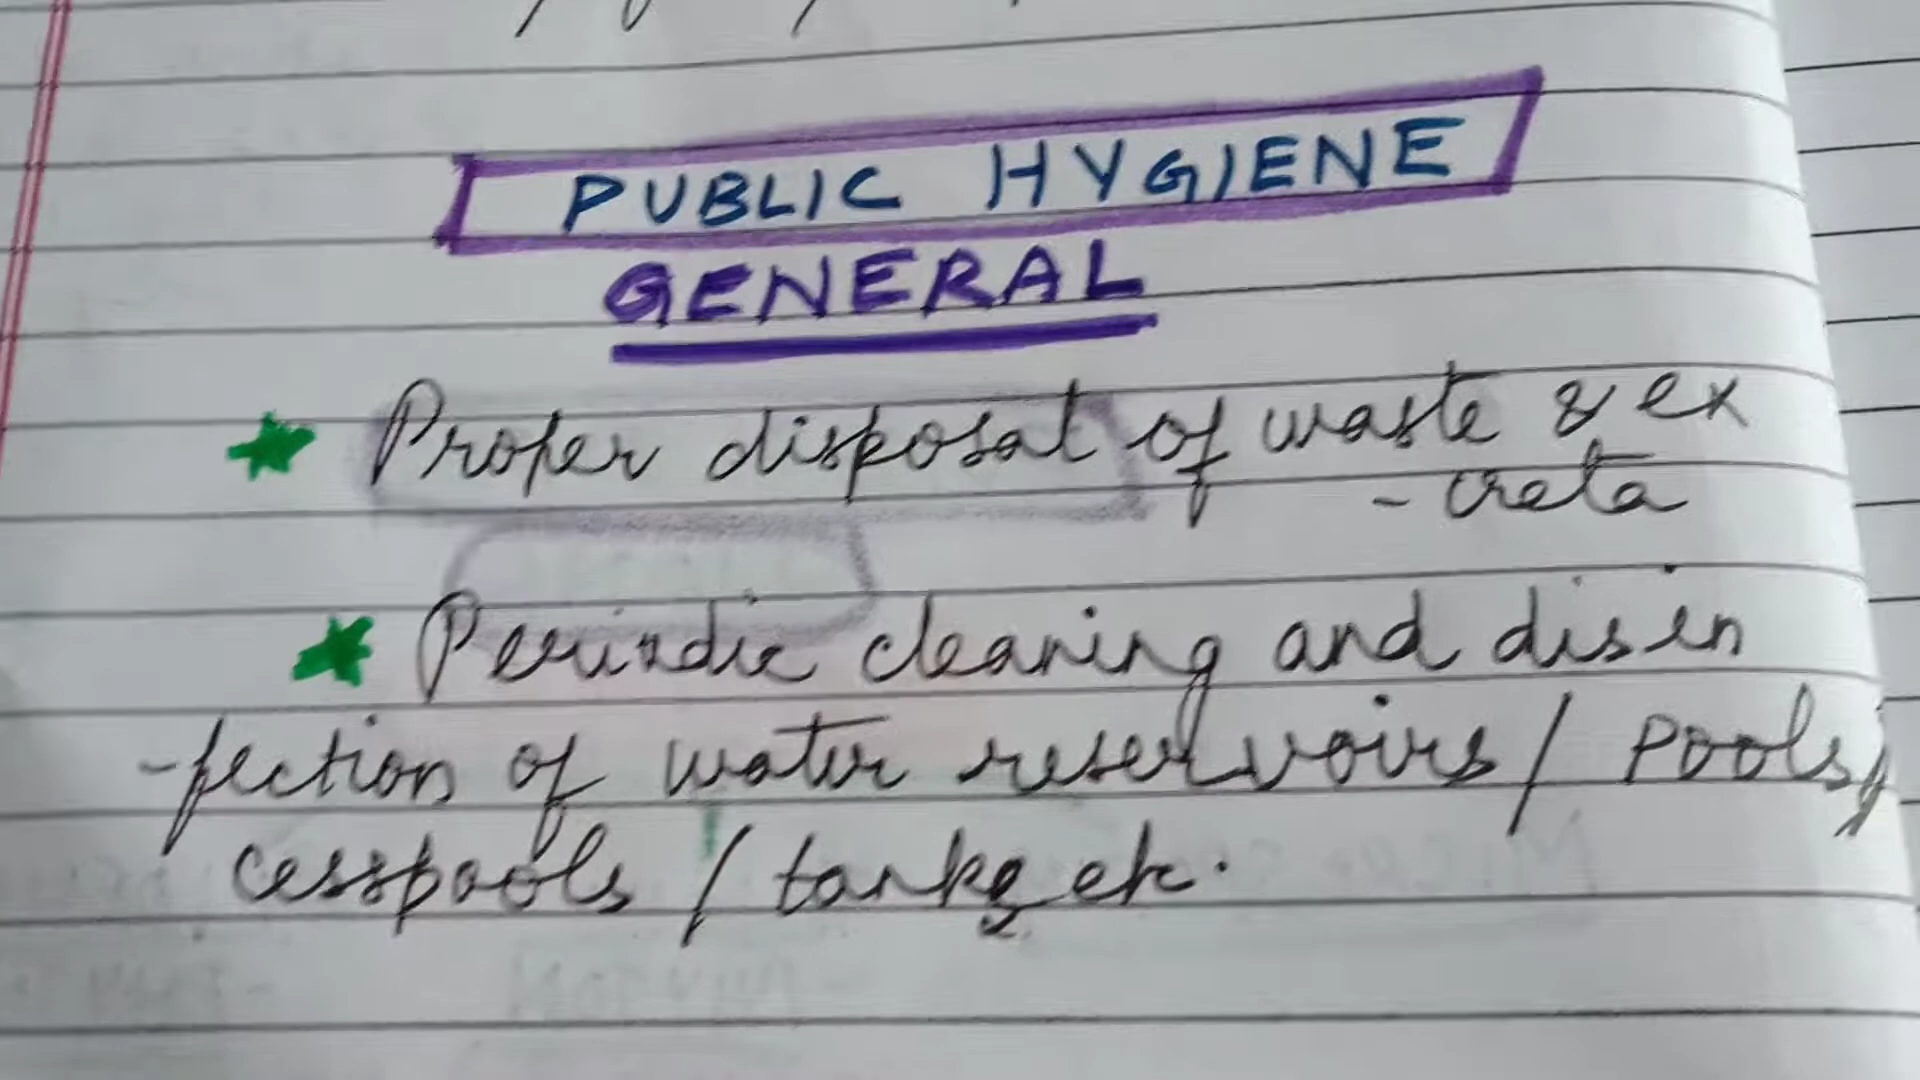 PUBLIC HYGIENE
GENERAL
Proper disposal of waste & ex
- creta
Periodic cleaning and disin
-fection of water reservoirs / pools,
cesspools / tanks etc.